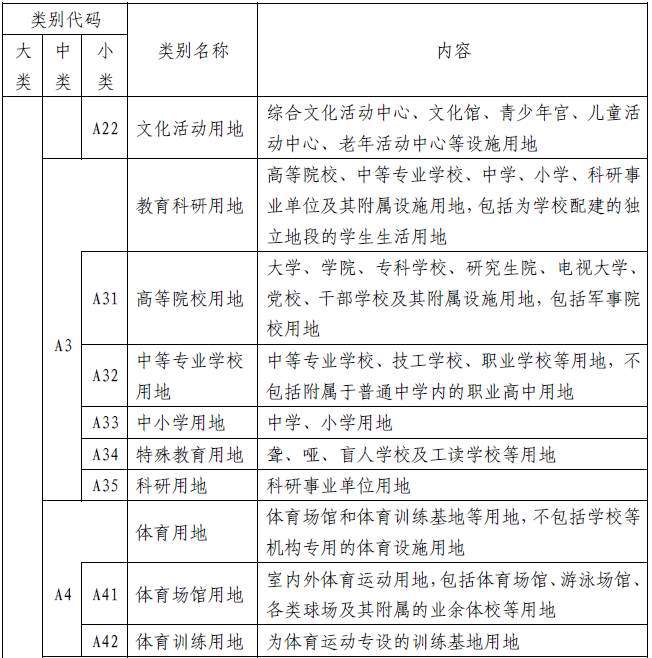 类别代码
类别名称
内容
大类
中类
小类
A22
文化活动用地
综合文化活动中心、文化馆、青少年宫、儿童活
动中心、老年活动中心等设施用地
A3
教育科研用地
高等院校、中等专业学校、中学、小学、科研事
业单位及其附属设施用地,包括为学校配建的独
立地段的学生生活用地
A31
高等院校用地
大学、学院、专科学校、研究生院、电视大学、
党校、干部学校及其附属设施用地,包括军事院
校用地
A32
中等专业学校
用地
中等专业学校、技工学校、职业学校等用地,不
包括附属于普通中学内的职业高中用地
A33
中小学用地
中学、小学用地
A34
特殊教育用地
聋、哑、盲人学校及工读学校等用地
A35
科研用地
科研事业单位用地
A4
体育用地
体育场馆和体育训练基地等用地,不包括学校等
机构专用的体育设施用地
A41
体育场馆用地
室内外体育运动用地,包括体育场馆、游泳场馆、
各类球场及其附属的业余体校等用地
A42
体育训练用地
为体育运动专设的训练基地用地